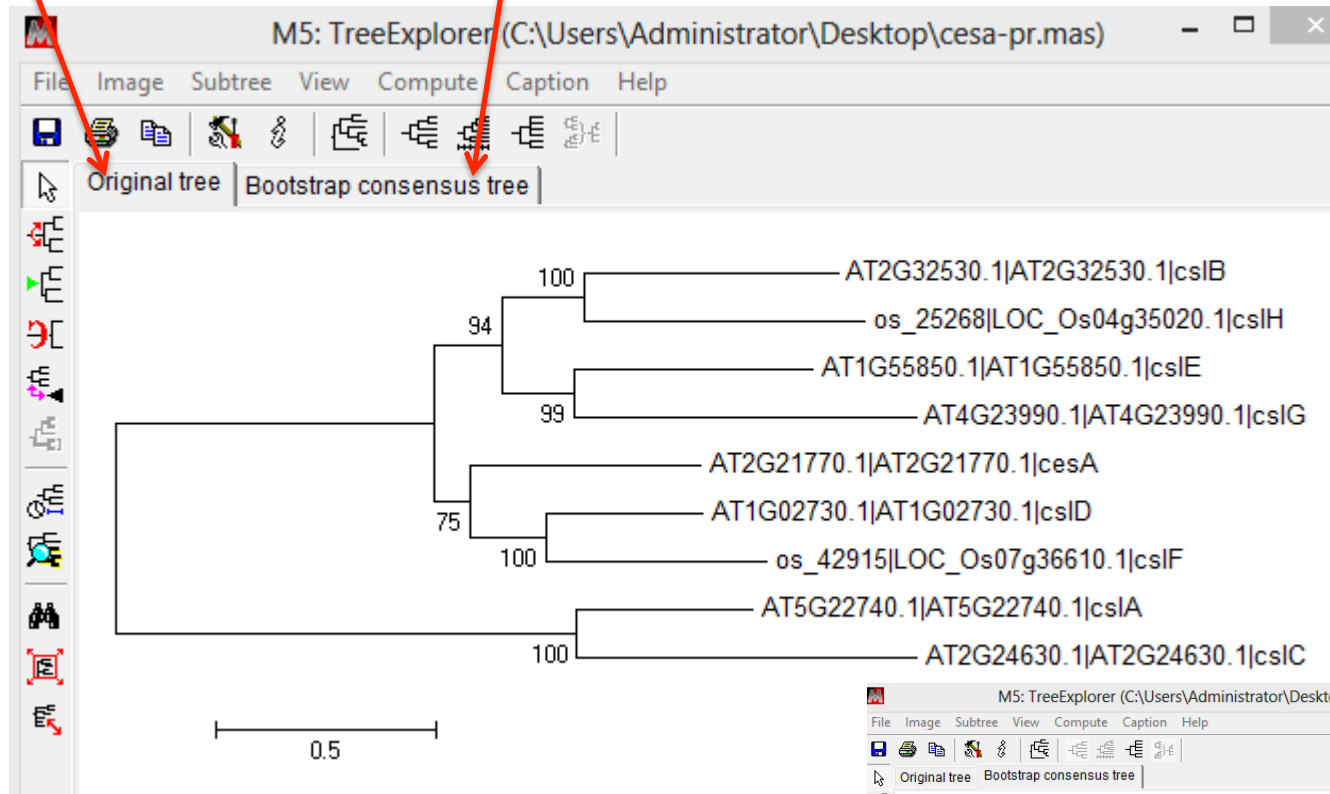 M5: TreeExplorer (C:\Users\Administrator\Desktop\cesa-pr.mas)
File Image Subtree View Compute Caption Help
Original tree Bootstrap consensus tree
100 AT2G32530.1|AT2G32530.1|cslB
94 os_25268|LOC_Os04g35020.1|cslH
AT1G55850.1|AT1G55850.1|cslE
99 AT4G23990.1|AT4G23990.1|cslG
AT2G21770.1|AT2G21770.1|cesA
75 AT1G02730.1|AT1G02730.1|cslD
100 os_42915|LOC_Os07g36610.1|cslF
AT5G22740.1|AT5G22740.1|cslA
100 AT2G24630.1|AT2G24630.1|cslC
0.5
M5: TreeExplorer (C:\Users\Administrator\Deskt
File Image Subtree View Compute Caption Help
Original tree Bootstrap consensus tree